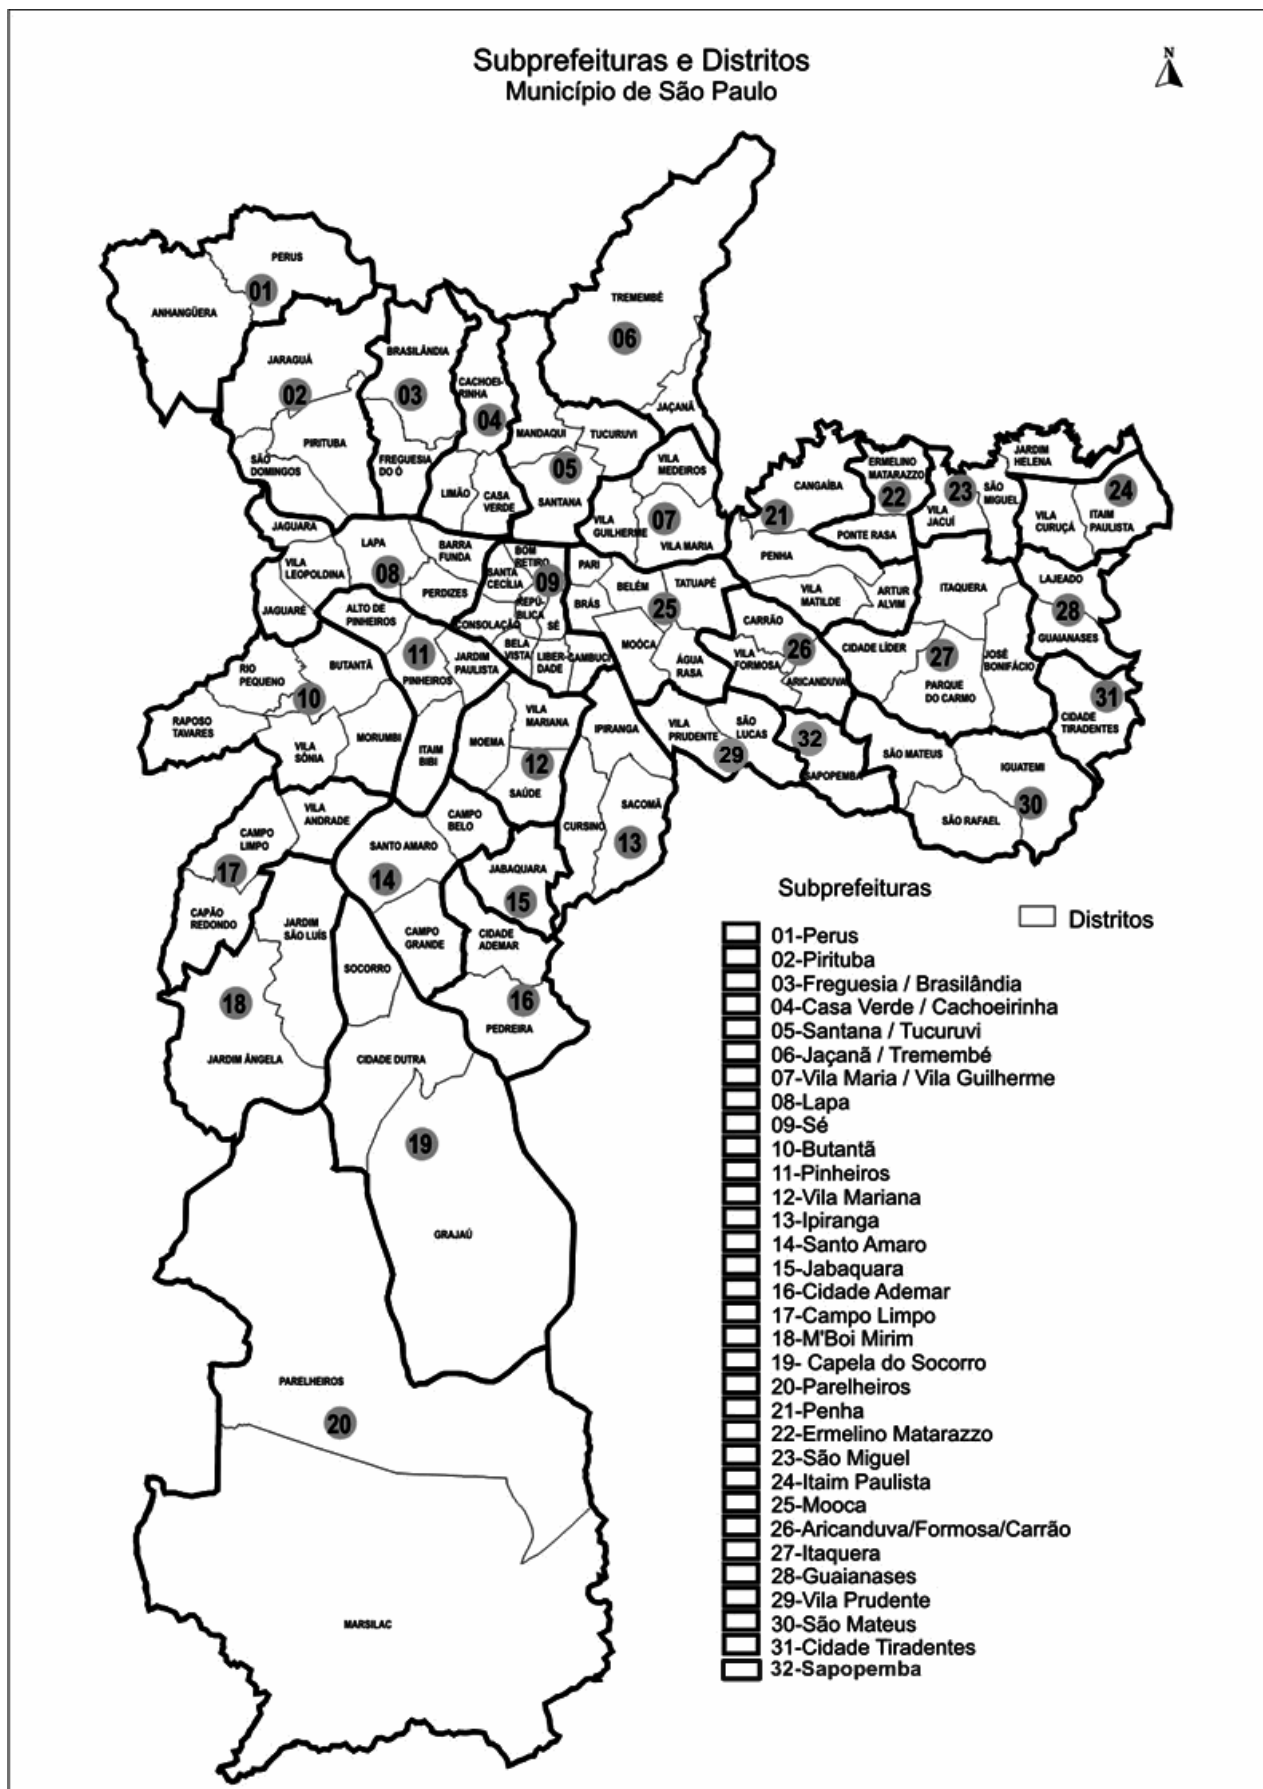 Subprefeituras e Distritos
Município de São Paulo
N
PERUS
01
ANHANGÜERA
TREMEMBÉ
06
JARAGUÁ
02
BRASILÂNDIA
03
CACHOEI-
RINHA
04
JAÇANÃ
PIRITUBA
MANDAQUI
TUCURUVI
SÃO
DOMINGOS
FREGUESIA
DO Ó
05
VILA
MEDEIROS
LIMÃO
CASA
VERDE
SANTANA
CANGAÍBA
ERMELINO
MATARAZZO
22
JARDIM
HELENA
23
SÃO
MIGUEL
24
VILA
JACUÍ
VILA
CURUÇÁ
ITAIM
PAULISTA
JAGUARA
VILA
GUILHERME
07
VILA MARIA
21
PENHA
PONTE RASA
LAPA
08
BARRA
FUNDA
BOM
RETIRO
VILA
LEOPOLDINA
SANTA
CECÍLIA
09
PARI
BELÉM
TATUAPÉ
VILA
MATILDE
ARTUR
ALVIM
ITAQUERA
LAJEADO
28
GUAIANASES
JAGUARÉ
ALTO DE
PINHEIROS
PERDIZES
REPÚ-
BLICA
SÉ
BRÁS
25
CONSOLAÇÃO
CARRÃO
26
MOÓCA
ÁGUA
RASA
VILA
FORMOSA
ARICANDUVA
CIDADE LÍDER
27
JOSÉ
BONIFÁCIO
PARQUE
DO CARMO
31
CIDADE
TIRADENTES
RIO
PEQUENO
BUTANTÃ
11
PINHEIROS
JARDIM
PAULISTA
BELA
VISTA
LIBER-
DADE
CAMBUCI
10
RAPOSO
TAVARES
VILA
SÔNIA
MORUMBI
ITAIM
BIBI
MOEMA
VILA
MARIANA
12
SAÚDE
IPIRANGA
VILA
PRUDENTE
SÃO
LUCAS
29
32
SAPOPEMBA
SÃO MATEUS
IGUATEMI
30
SÃO RAFAEL
VILA
ANDRADE
CAMPO
LIMPO
17
CAMPO
BELO
SANTO AMARO
14
CURSINO
SACOMÃ
13
JABAQUARA
15
CAPÃO
REDONDO
JARDIM
SÃO LUÍS
CAMPO
GRANDE
CIDADE
ADEMAR
SOCORRO
18
JARDIM ÂNGELA
16
PEDREIRA
CIDADE DUTRA
19
GRAJAÚ
PARELHEIROS
20
MARSILAC
Subprefeituras
Distritos
01-Perus
02-Pirituba
03-Freguesia / Brasilândia
04-Casa Verde / Cachoeirinha
05-Santana / Tucuruvi
06-Jaçanã / Tremembé
07-Vila Maria / Vila Guilherme
08-Lapa
09-Sé
10-Butantã
11-Pinheiros
12-Vila Mariana
13-Ipiranga
14-Santo Amaro
15-Jabaquara
16-Cidade Ademar
17-Campo Limpo
18-M'Boi Mirim
19- Capela do Socorro
20-Parelheiros
21-Penha
22-Ermelino Matarazzo
23-São Miguel
24-Itaim Paulista
25-Mooca
26-Aricanduva/Formosa/Carrão
27-Itaquera
28-Guaianases
29-Vila Prudente
30-São Mateus
31-Cidade Tiradentes
32-Sapopemba